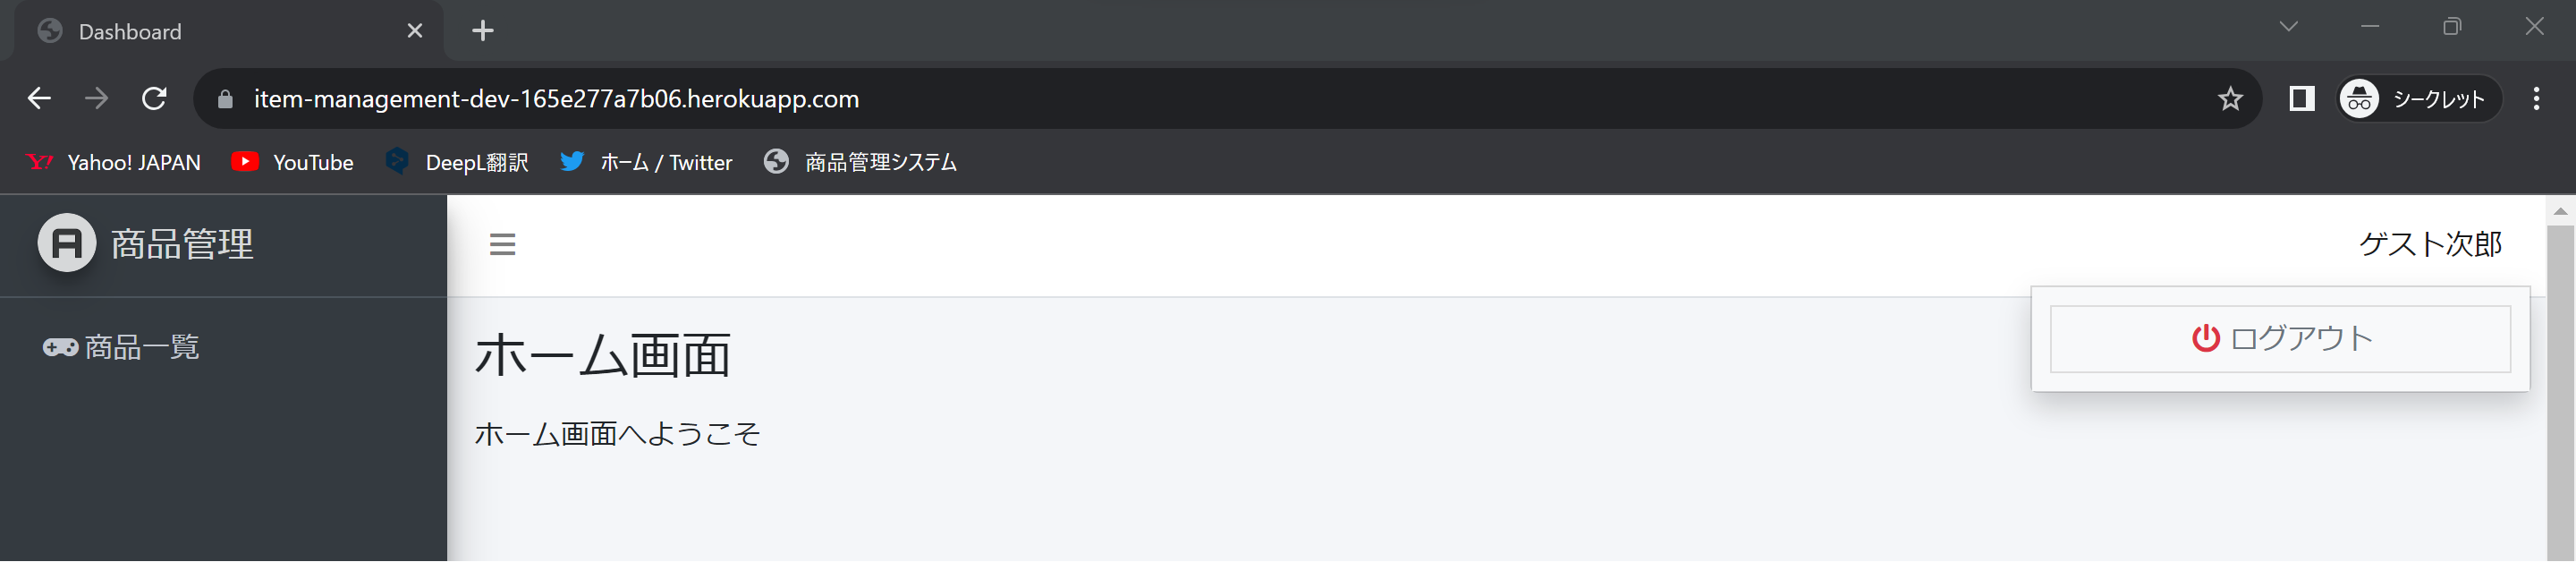 Dashboard
item-management-dev-165e277a7b06.herokuapp.com
シークレット
Yahoo! JAPAN
YouTube
DeepL翻訳
ホーム / Twitter
商品管理システム
商品管理
ゲスト次郎
商品一覧
ログアウト
ホーム画面
ホーム画面へようこそ